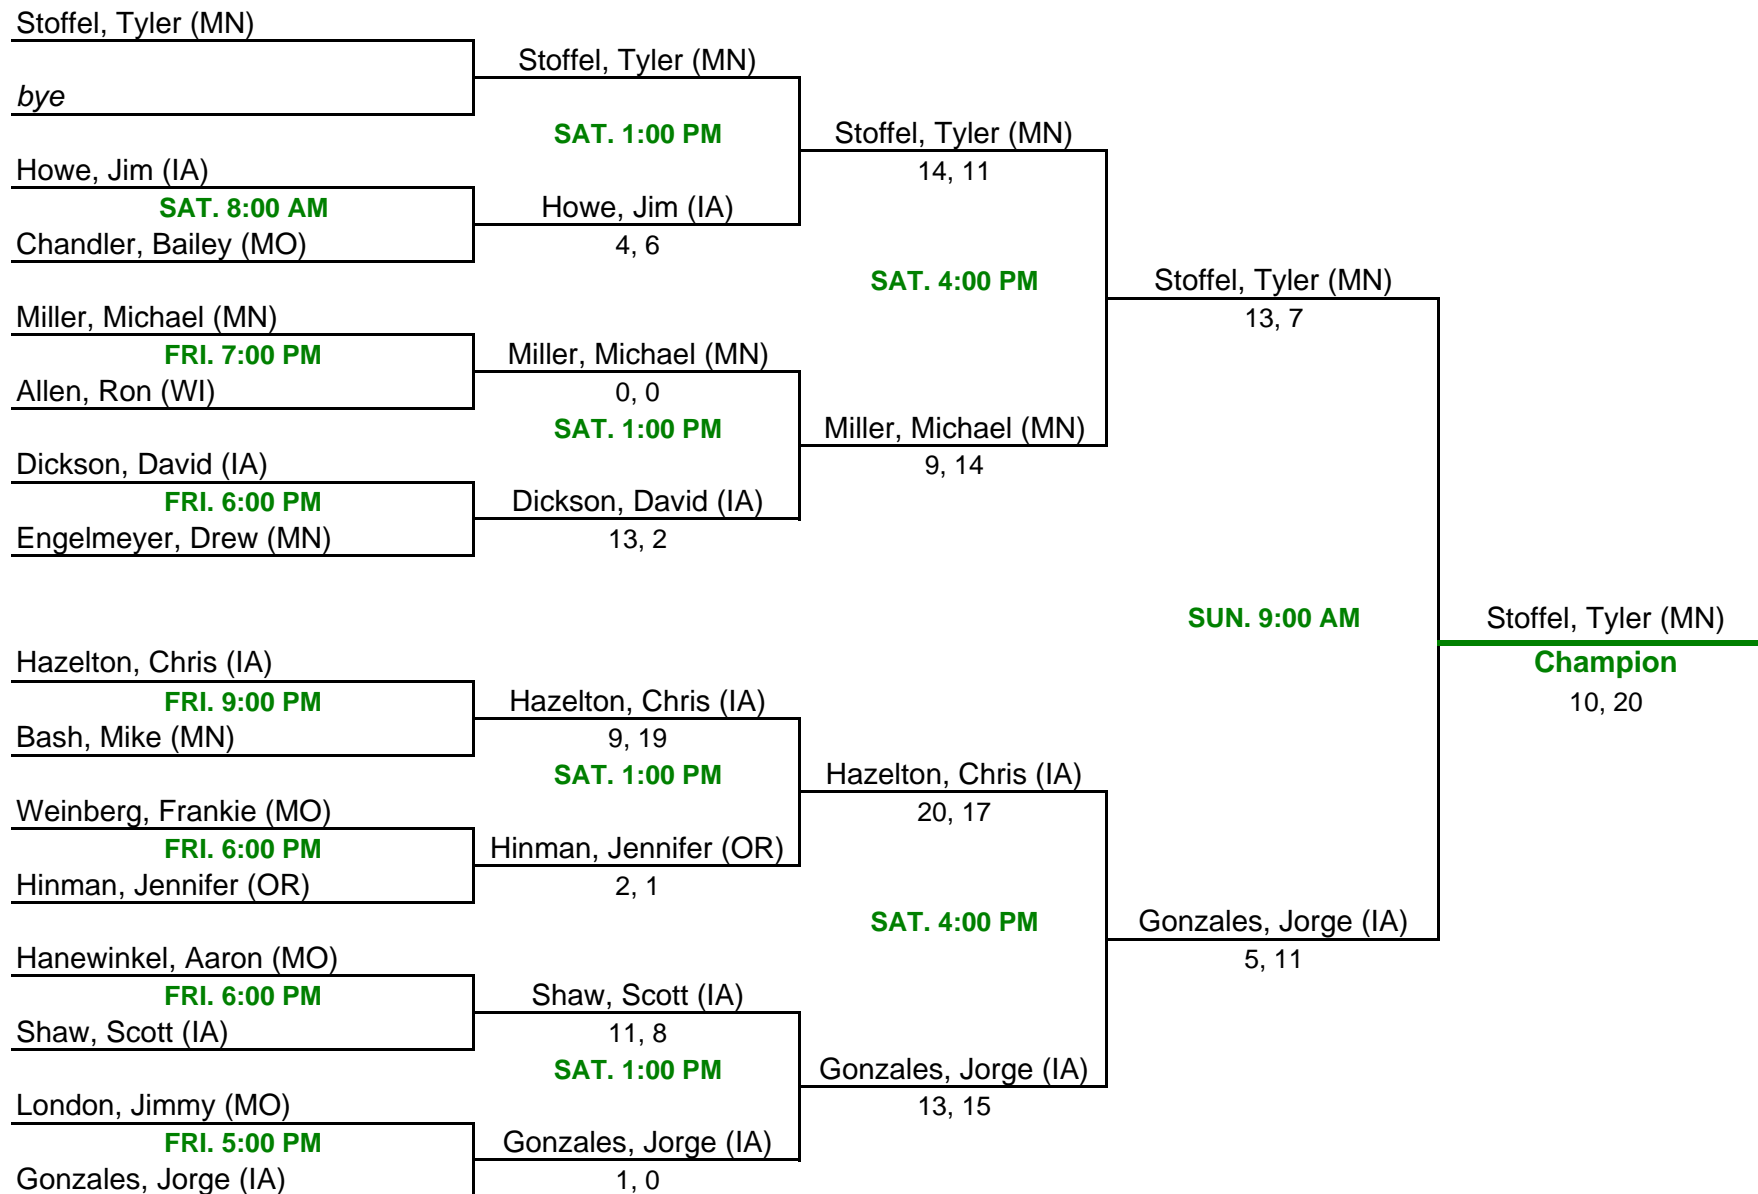 Stoffel, Tyler (MN)
bye
Howe, Jim (IA)
SAT. 8:00 AM
Chandler, Bailey (MO)
Miller, Michael (MN)
FRI. 7:00 PM
Allen, Ron (WI)
Dickson, David (IA)
FRI. 6:00 PM
Engelmeyer, Drew (MN)
Hazelton, Chris (IA)
FRI. 9:00 PM
Bash, Mike (MN)
Weinberg, Frankie (MO)
FRI. 6:00 PM
Hinman, Jennifer (OR)
Hanewinkel, Aaron (MO)
FRI. 6:00 PM
Shaw, Scott (IA)
London, Jimmy (MO)
FRI. 5:00 PM
Gonzales, Jorge (IA)
Stoffel, Tyler (MN)
SAT. 1:00 PM
Howe, Jim (IA)
4, 6
Miller, Michael (MN)
0, 0
SAT. 1:00 PM
Dickson, David (IA)
13, 2
Hazelton, Chris (IA)
9, 19
SAT. 1:00 PM
Hinman, Jennifer (OR)
2, 1
Shaw, Scott (IA)
11, 8
SAT. 1:00 PM
Gonzales, Jorge (IA)
1, 0
Stoffel, Tyler (MN)
14, 11
SAT. 4:00 PM
Miller, Michael (MN)
9, 14
Hazelton, Chris (IA)
20, 17
SAT. 4:00 PM
Gonzales, Jorge (IA)
13, 15
Stoffel, Tyler (MN)
13, 7
SUN. 9:00 AM
Gonzales, Jorge (IA)
5, 11
Stoffel, Tyler (MN)
Champion
10, 20